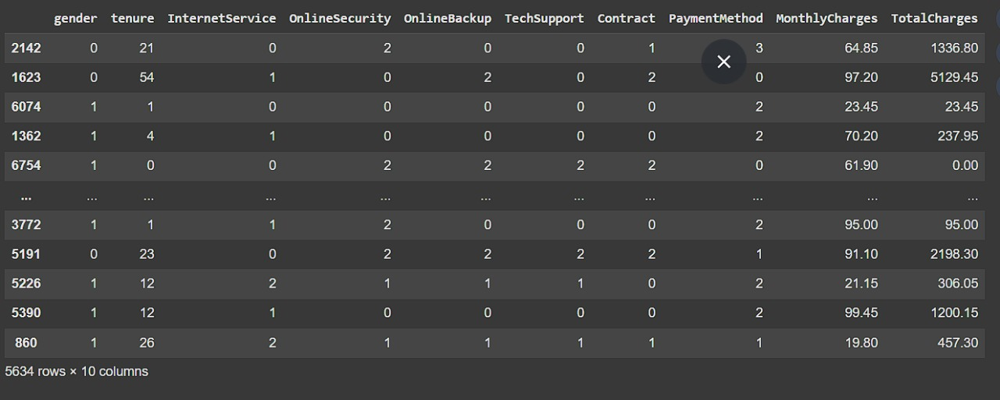 gender tenure InternetService OnlineSecurity OnlineBackup TechSupport Contract PaymentMethod MonthlyCharges TotalCharges
2142 0 21 0 2 0 0 1 3 64.85 1336.80
1623 0 54 1 0 2 0 2 0 97.20 5129.45
6074 1 1 0 0 0 0 0 2 23.45 23.45
1362 1 4 1 0 0 0 0 2 70.20 237.95
6754 1 0 0 2 2 2 2 0 61.90 0.00
... ... ... ... ... ... ... ... ... ... ...
3772 1 1 1 2 0 0 0 2 95.00 95.00
5191 0 23 0 2 2 2 2 1 91.10 2198.30
5226 1 12 2 1 1 1 0 2 21.15 306.05
5390 1 12 1 0 0 0 0 2 99.45 1200.15
860 1 26 2 1 1 1 1 1 19.80 457.30
5634 rows × 10 columns